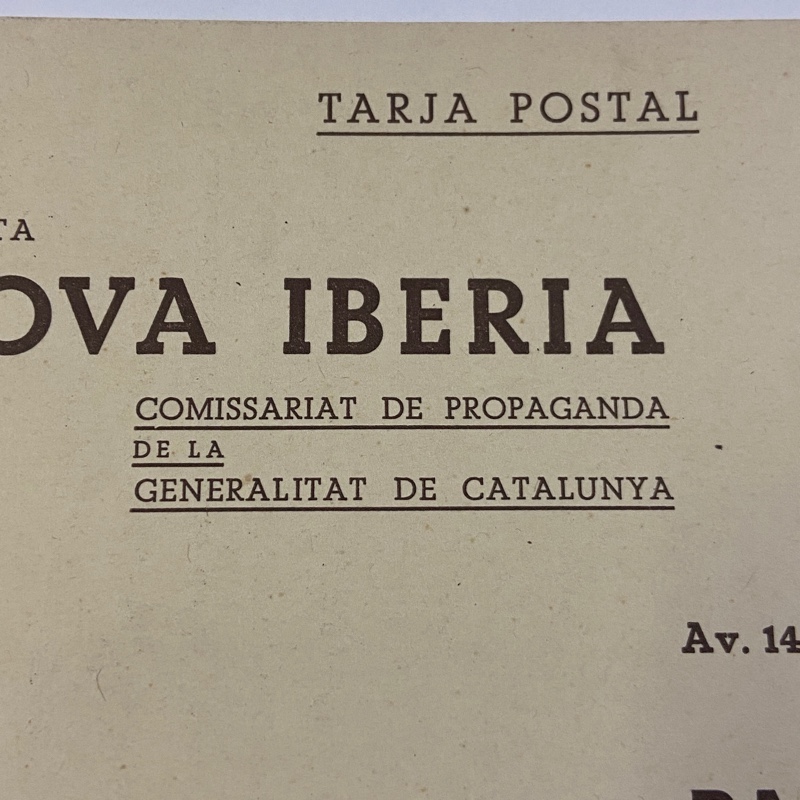 TARJA POSTAL
TA
OVA IBERIA
COMISSARIAT DE PROPAGANDA
DE LA
GENERALITAT DE CATALUNYA
Av. 14